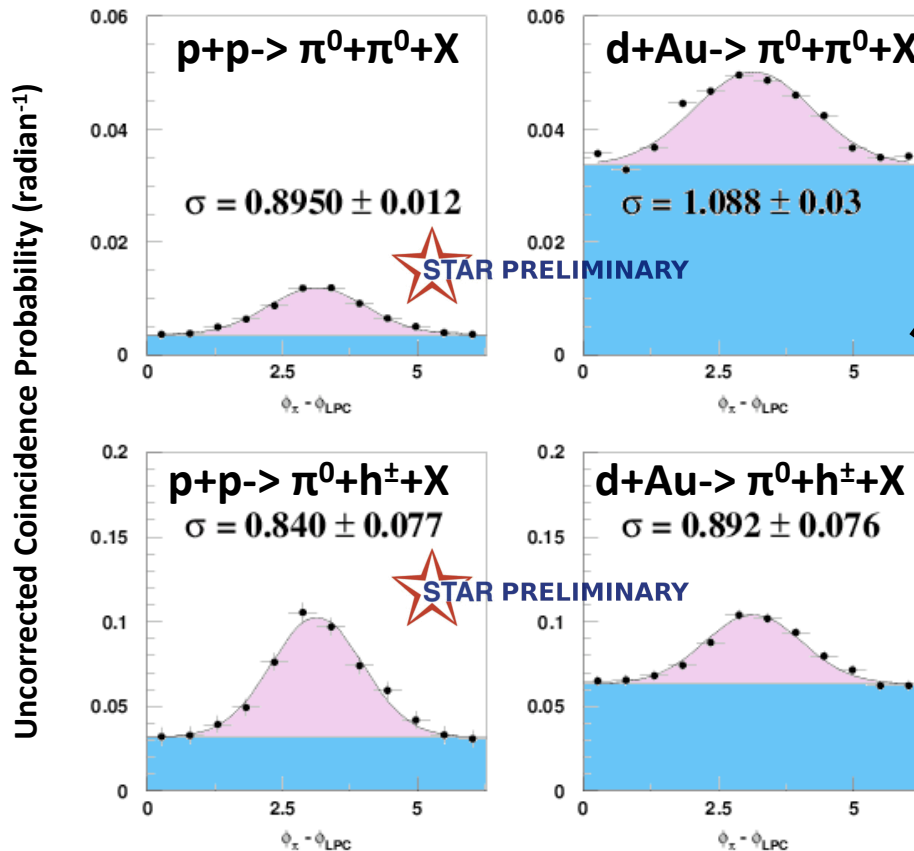 Uncorrected Coincidence Probability (radian⁻¹)
p+p-> π⁰+π⁰+X
0.06
0.04
0.02
0
σ = 0.8950 ± 0.012
0 2.5 5
ϕπ - ϕLPC
d+Au-> π⁰+π⁰+X
0.06
0.04
0.02
0
σ = 1.088 ± 0.03
0 2.5 5
ϕπ - ϕLPC
STAR PRELIMINARY
p+p-> π⁰+h±+X
σ = 0.840 ± 0.077
0.2
0.15
0.1
0.05
0
0 2.5 5
ϕπ - ϕLPC
d+Au-> π⁰+h±+X
σ = 0.892 ± 0.076
0.2
0.15
0.1
0.05
0
0 2.5 5
ϕπ - ϕLPC
STAR PRELIMINARY